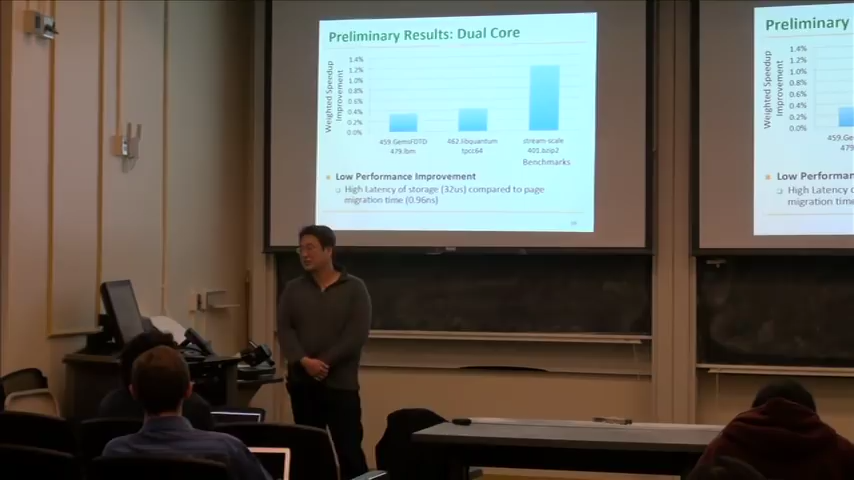 Preliminary Results: Dual Core
Weighted Speedup
Improvement
1.4%
1.2%
1.0%
0.8%
0.6%
0.4%
0.2%
0.0%
459.GemsFDTD
479.lbm
462.libquantum
tpcc64
stream-scale
401.bzip2
Benchmarks
Low Performance Improvement
High Latency of storage (32us) compared to page
migration time (0.96ns)
Preliminary
Weighted Speedup
Improvement
1.4%
1.2%
1.0%
0.8%
0.6%
0.4%
0.2%
0.0%
459.G
47
Low Performan
High Latency
migration time